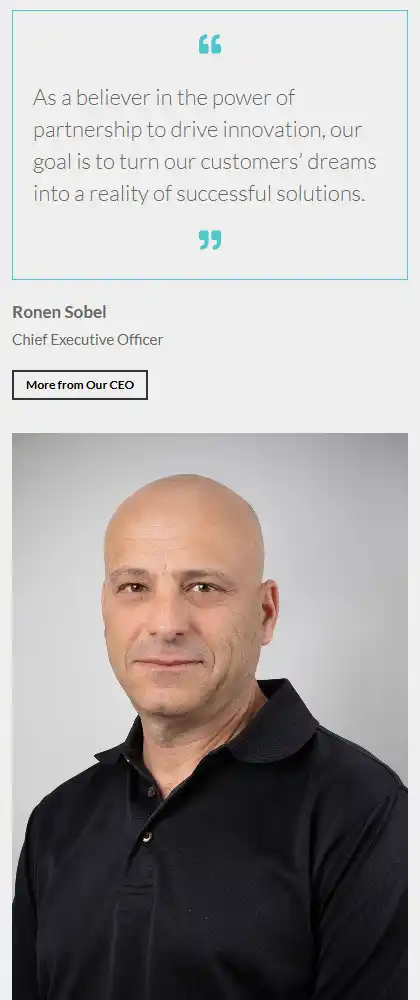 “
As a believer in the power of
partnership to drive innovation, our
goal is to turn our customers’ dreams
into a reality of successful solutions.
”
Ronen Sobel
Chief Executive Officer
More from Our CEO